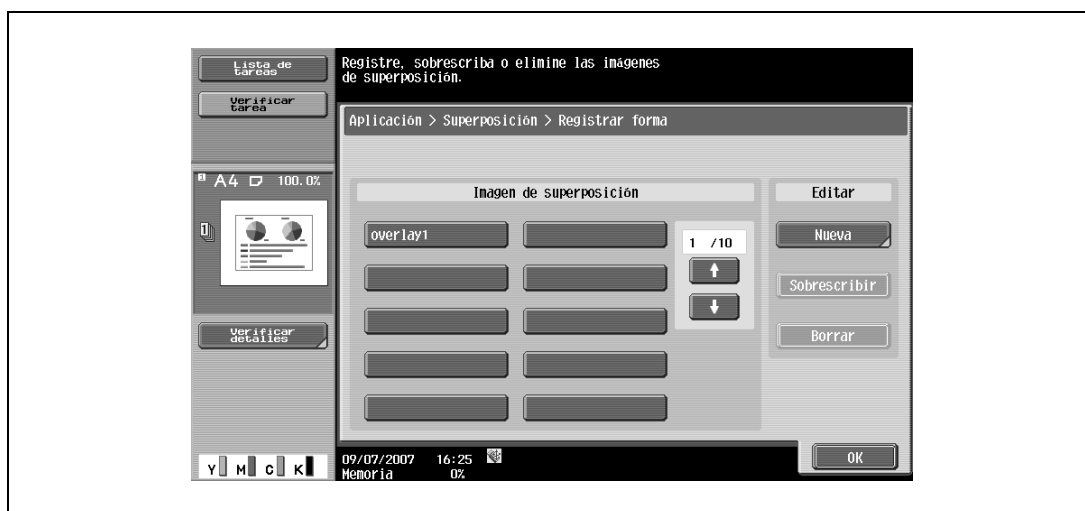 Lista de
tareas
Verificar
tarea
A4 100.0%
1
Verificar
detalles
Y M C K
Registre, sobrescriba o elimine las imágenes
de superposición.
Aplicación > Superposición > Registrar forma
Imagen de superposición
overlay1
1 /10
Editar
Nueva
Sobrescribir
Borrar
09/07/2007 16:25
Memoria 0%
OK